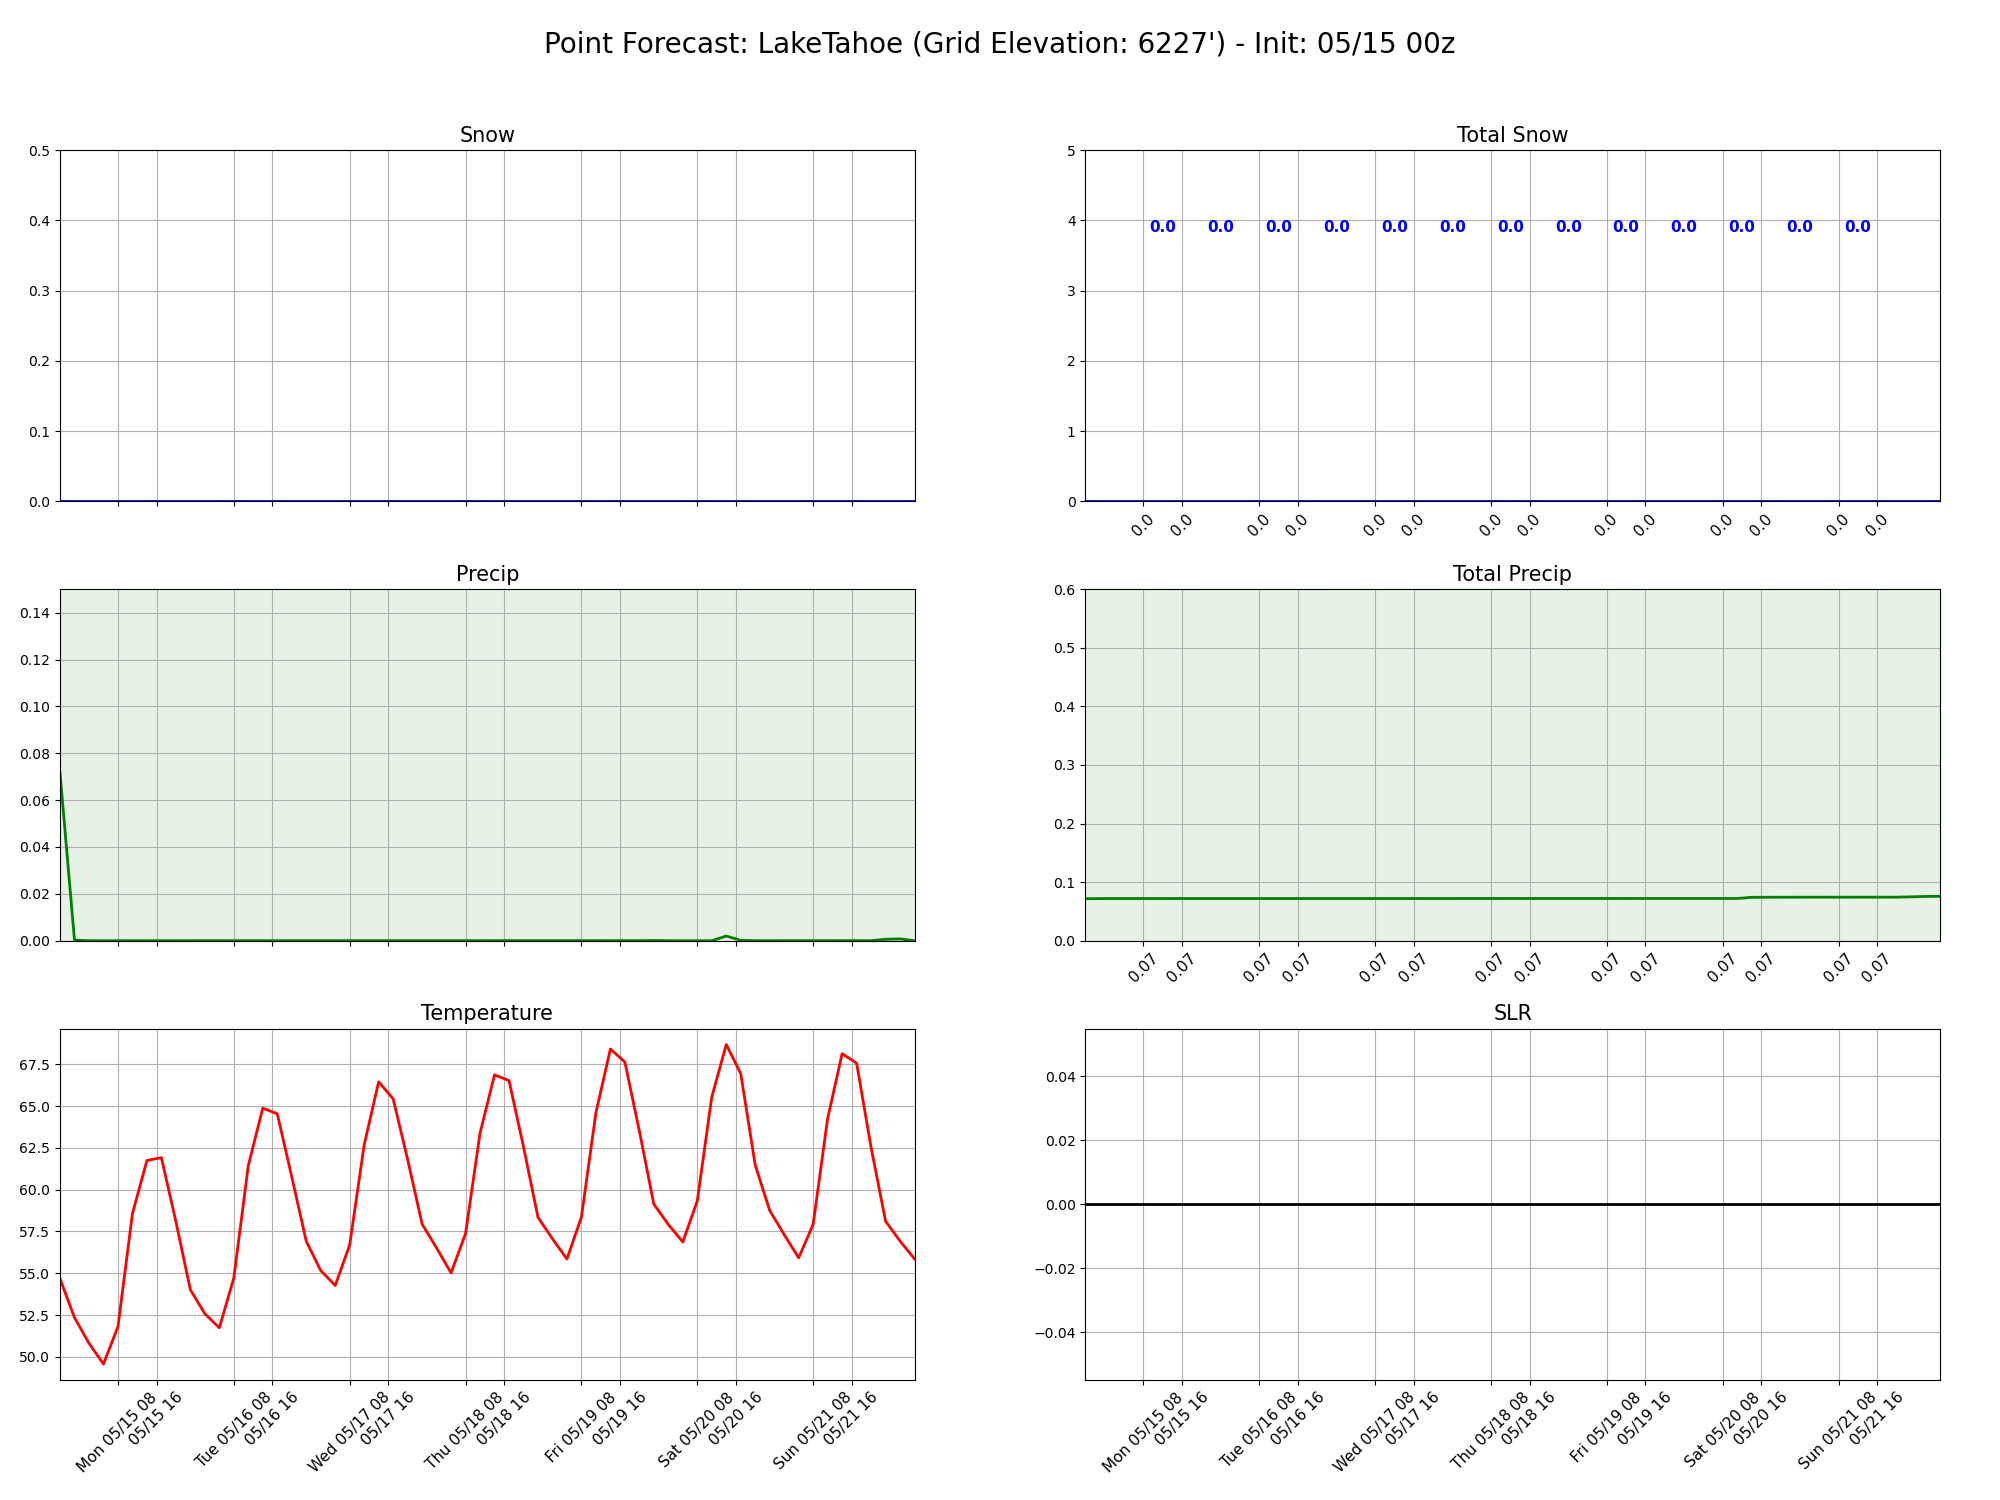 Point Forecast: LakeTahoe (Grid Elevation: 6227') - Init: 05/15 00z
Snow
0.5
0.4
0.3
0.2
0.1
0.0
Total Snow
5
4
3
2
1
0
0.0 0.0 0.0 0.0 0.0 0.0 0.0 0.0 0.0 0.0 0.0 0.0 0.0
0.0 0.0 0.0 0.0 0.0 0.0 0.0 0.0 0.0 0.0 0.0 0.0 0.0 0.0
Precip
0.14
0.12
0.10
0.08
0.06
0.04
0.02
0.00
Total Precip
0.6
0.5
0.4
0.3
0.2
0.1
0.0
0.07 0.07 0.07 0.07 0.07 0.07 0.07 0.07 0.07 0.07 0.07 0.07 0.07 0.07
Temperature
67.5
65.0
62.5
60.0
57.5
55.0
52.5
50.0
Mon 05/15 08
05/15 16
Tue 05/16 08
05/16 16
Wed 05/17 08
05/17 16
Thu 05/18 08
05/18 16
Fri 05/19 08
05/19 16
Sat 05/20 08
05/20 16
Sun 05/21 08
05/21 16
SLR
0.04
0.02
0.00
−0.02
−0.04
Mon 05/15 08
05/15 16
Tue 05/16 08
05/16 16
Wed 05/17 08
05/17 16
Thu 05/18 08
05/18 16
Fri 05/19 08
05/19 16
Sat 05/20 08
05/20 16
Sun 05/21 08
05/21 16